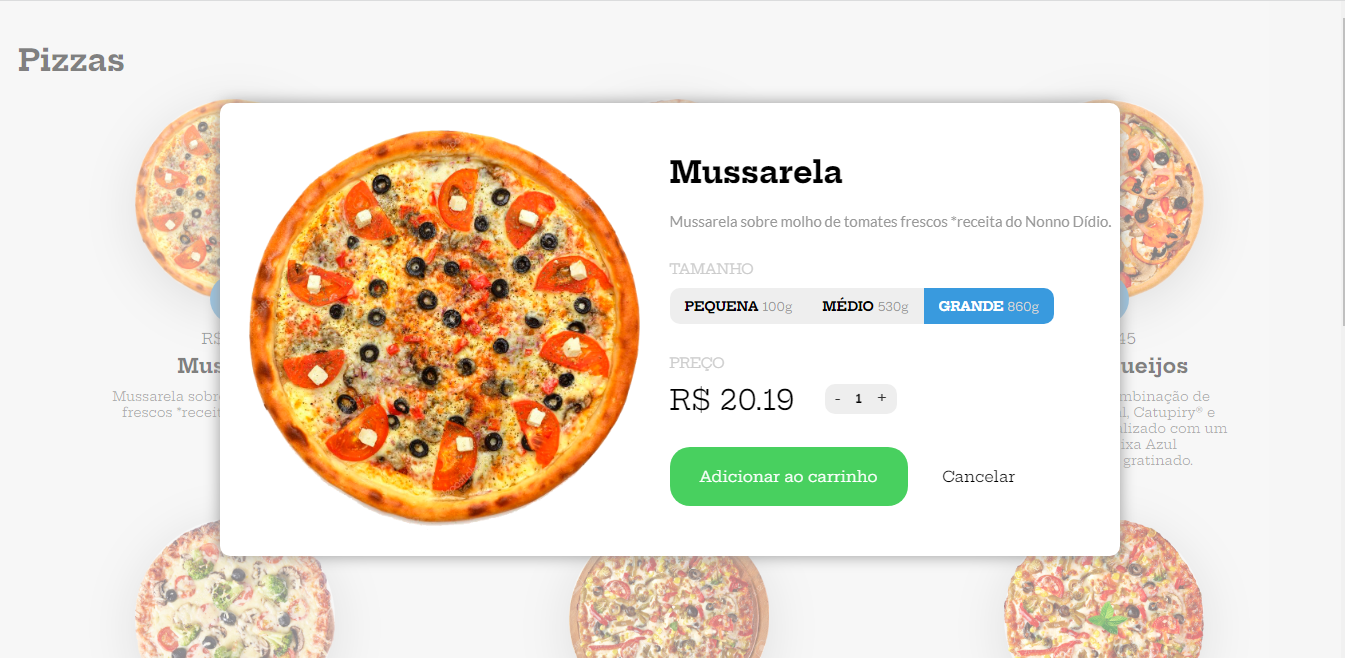 Pizzas
Mussarela
Mussarela sobre molho de tomates frescos *receita do Nonno Dídio.
TAMANHO
PEQUENA 100g MÉDIO 530g GRANDE 860g
PREÇO
R$ 20.19 - 1 +
Adicionar ao carrinho Cancelar
R$
Mus
Mussarela sobr
frescos *receit
45
ueijos
mbinação de
l, Catupiry® e
alizado com um
ixa Azul
gratinado.